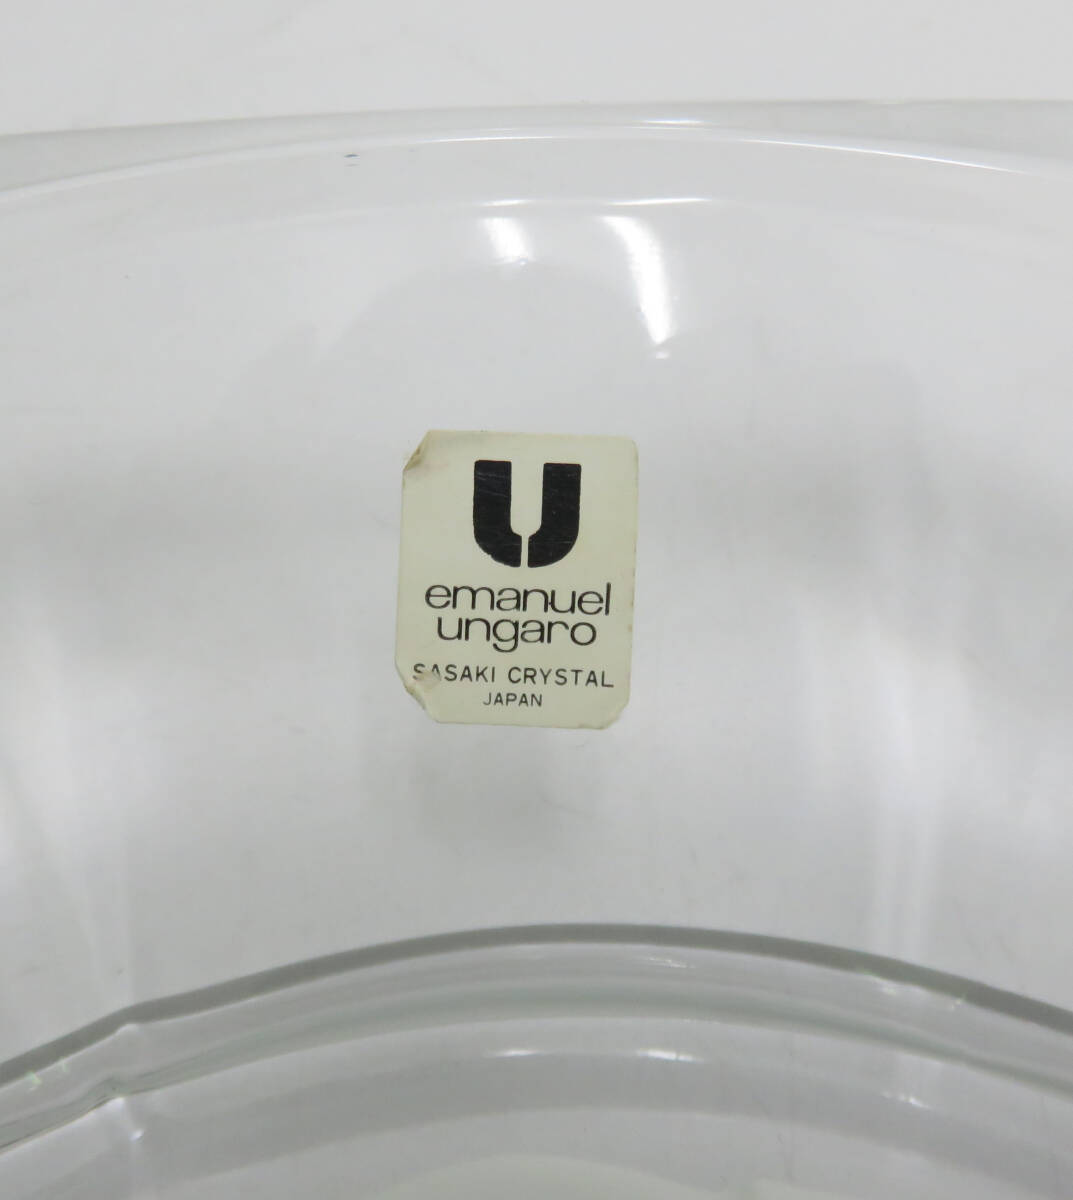 U
emanuel
ungaro
SASAKI CRYSTAL
JAPAN